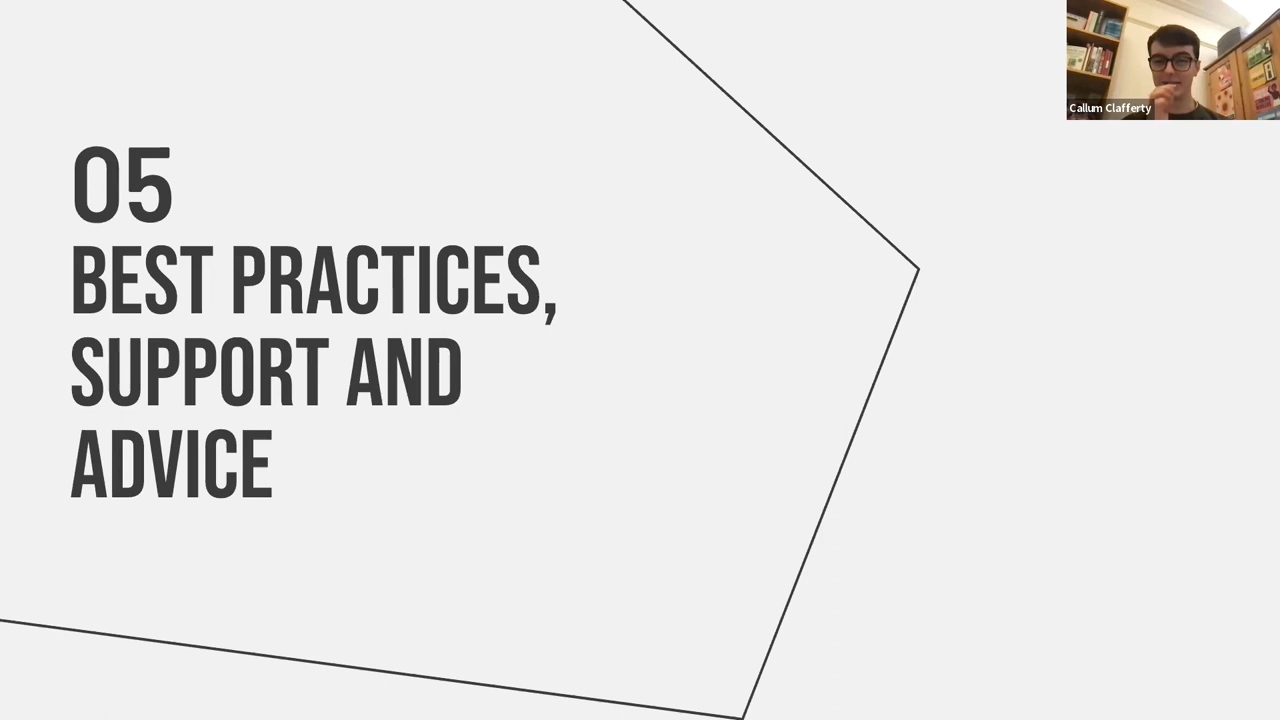 05
BEST PRACTICES,
SUPPORT AND
ADVICE
Callum Clafferty